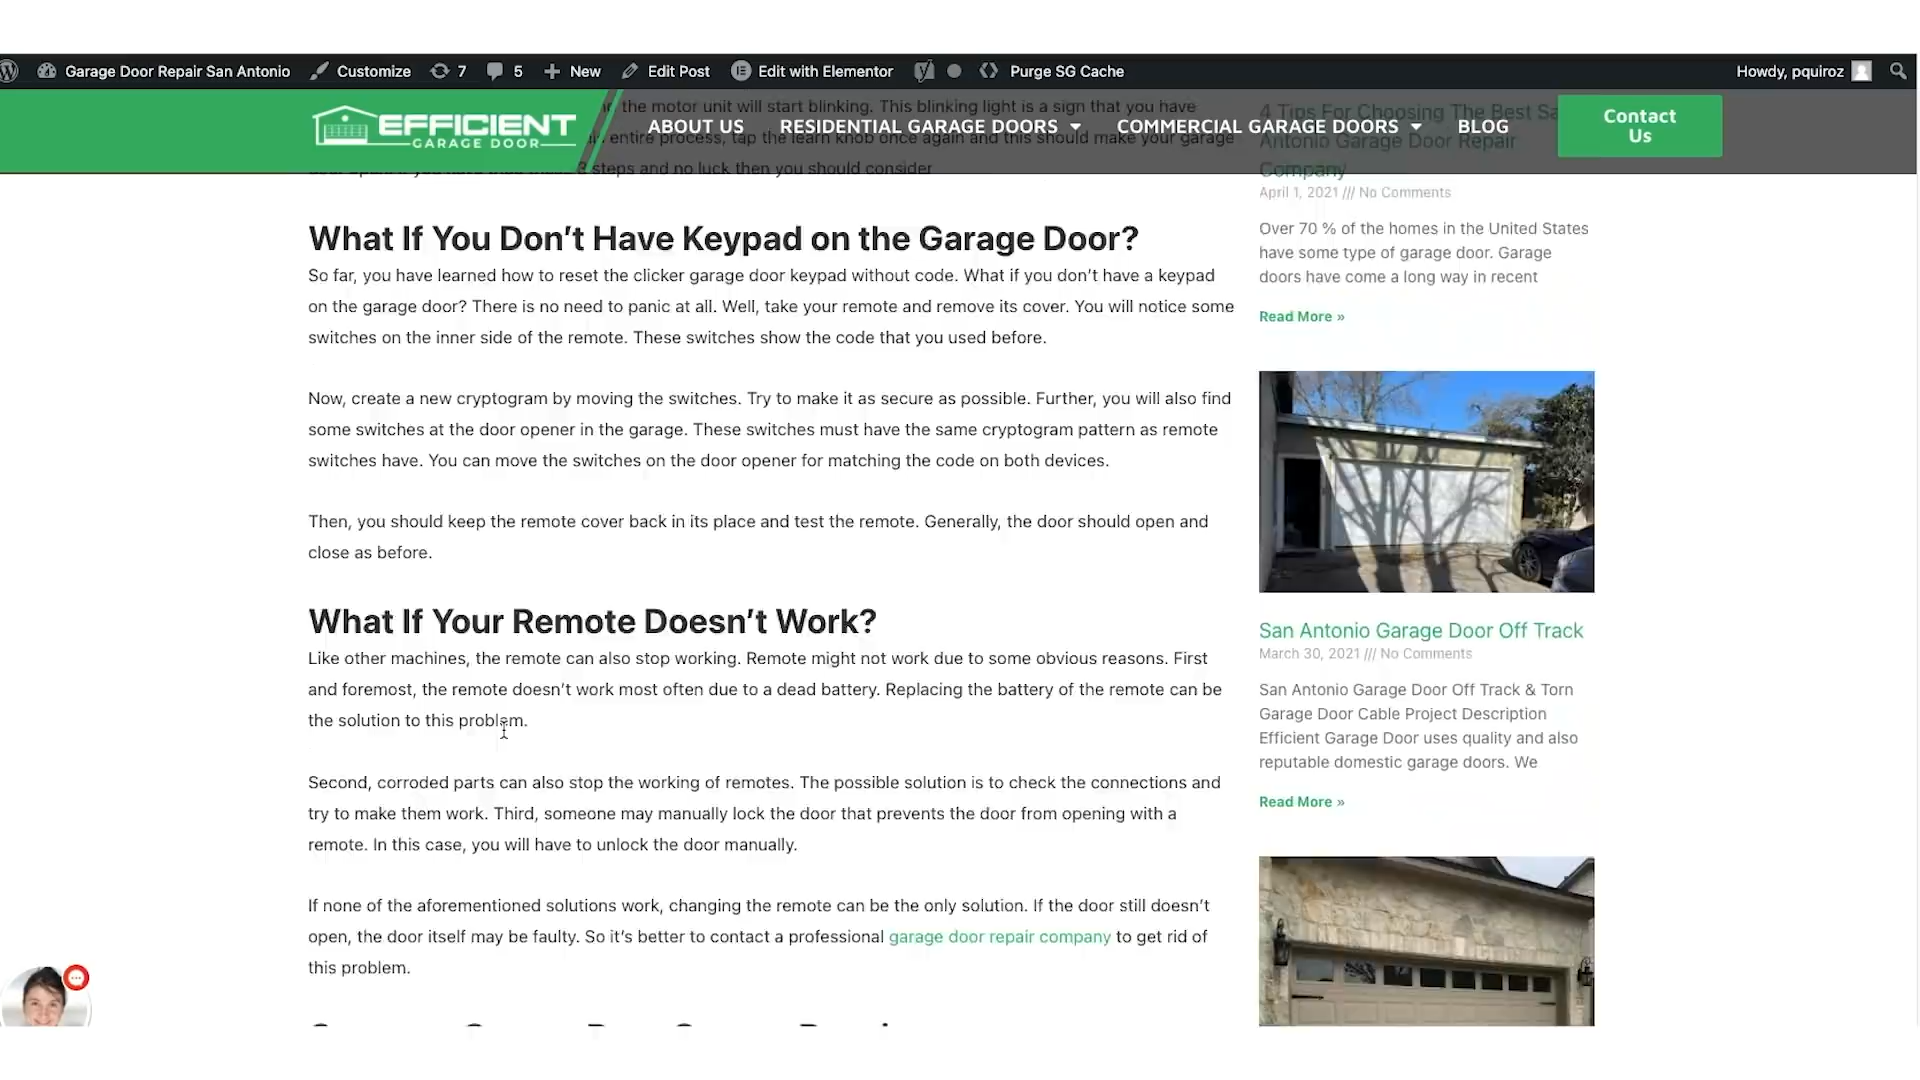 Garage Door Repair San Antonio Customize 7 5 New Edit Post Edit with Elementor Purge SG Cache Howdy, pquiroz
EFFICIENT
GARAGE DOOR
ABOUT US RESIDENTIAL GARAGE DOORS COMMERCIAL GARAGE DOORS BLOG
Contact
Us
the motor unit will start blinking. This blinking light is a sign that you have
entire process, tap the learn knob once again and this should make your garage
3 steps and no luck then you should consider
What If You Don't Have Keypad on the Garage Door?
So far, you have learned how to reset the clicker garage door keypad without code. What if you don't have a keypad
on the garage door? There is no need to panic at all. Well, take your remote and remove its cover. You will notice some
switches on the inner side of the remote. These switches show the code that you used before.
Now, create a new cryptogram by moving the switches. Try to make it as secure as possible. Further, you will also find
some switches at the door opener in the garage. These switches must have the same cryptogram pattern as remote
switches have. You can move the switches on the door opener for matching the code on both devices.
Then, you should keep the remote cover back in its place and test the remote. Generally, the door should open and
close as before.
What If Your Remote Doesn't Work?
Like other machines, the remote can also stop working. Remote might not work due to some obvious reasons. First
and foremost, the remote doesn't work most often due to a dead battery. Replacing the battery of the remote can be
the solution to this problem.
Second, corroded parts can also stop the working of remotes. The possible solution is to check the connections and
try to make them work. Third, someone may manually lock the door that prevents the door from opening with a
remote. In this case, you will have to unlock the door manually.
If none of the aforementioned solutions work, changing the remote can be the only solution. If the door still doesn't
open, the door itself may be faulty. So it's better to contact a professional garage door repair company to get rid of
this problem.
4 Tips For Choosing The Best Sa
Antonio Garage Door Repair
Company
April 1, 2021 /// No Comments
Over 70 % of the homes in the United States
have some type of garage door. Garage
doors have come a long way in recent
Read More »
San Antonio Garage Door Off Track
March 30, 2021 /// No Comments
San Antonio Garage Door Off Track & Torn
Garage Door Cable Project Description
Efficient Garage Door uses quality and also
reputable domestic garage doors. We
Read More »